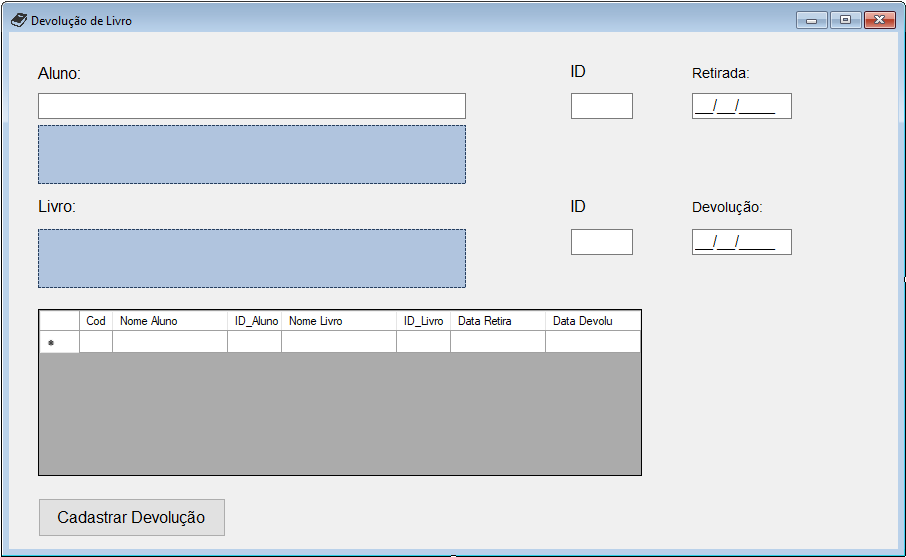 Devolução de Livro
Aluno: ID Retirada:
__/__/____
Livro: ID Devolução:
__/__/____
Cod Nome Aluno ID_Aluno Nome Livro ID_Livro Data Retira Data Devolu
*
Cadastrar Devolução